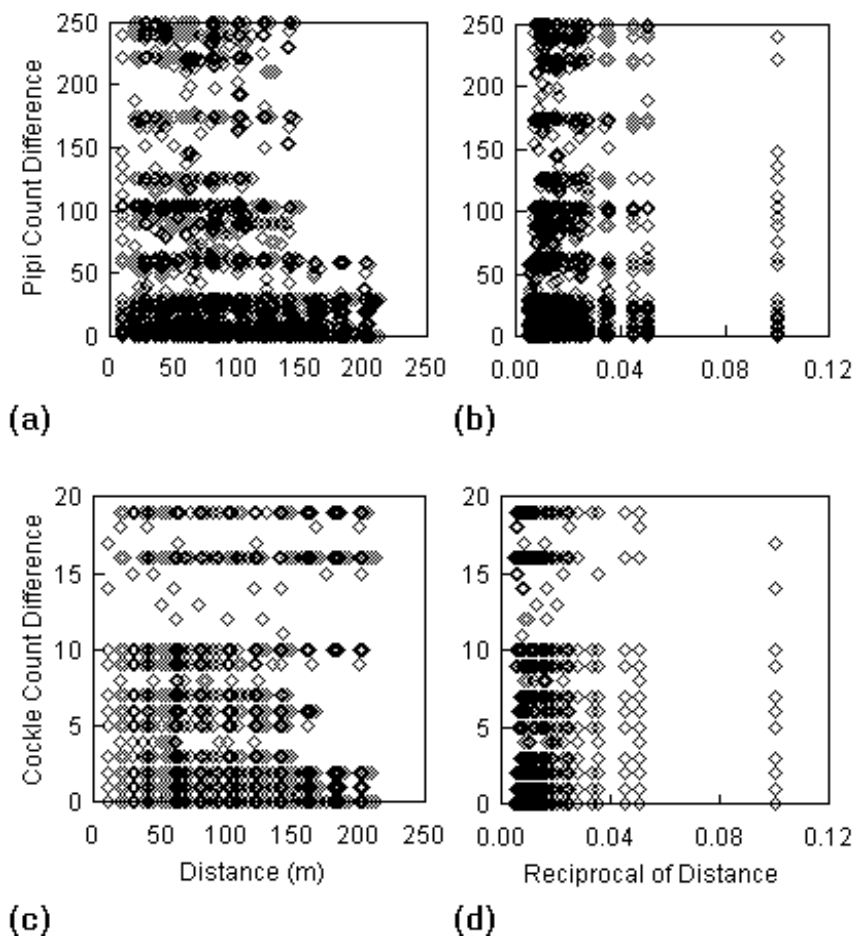 Pipi Count Difference
250
200
150
100
50
0
0 50 100 150 200 250
(a)
250
200
150
100
50
0
0.00 0.04 0.08 0.12
(b)
Cockle Count Difference
20
15
10
5
0
0 50 100 150 200 250
Distance (m)
(c)
20
15
10
5
0
0.00 0.04 0.08 0.12
Reciprocal of Distance
(d)